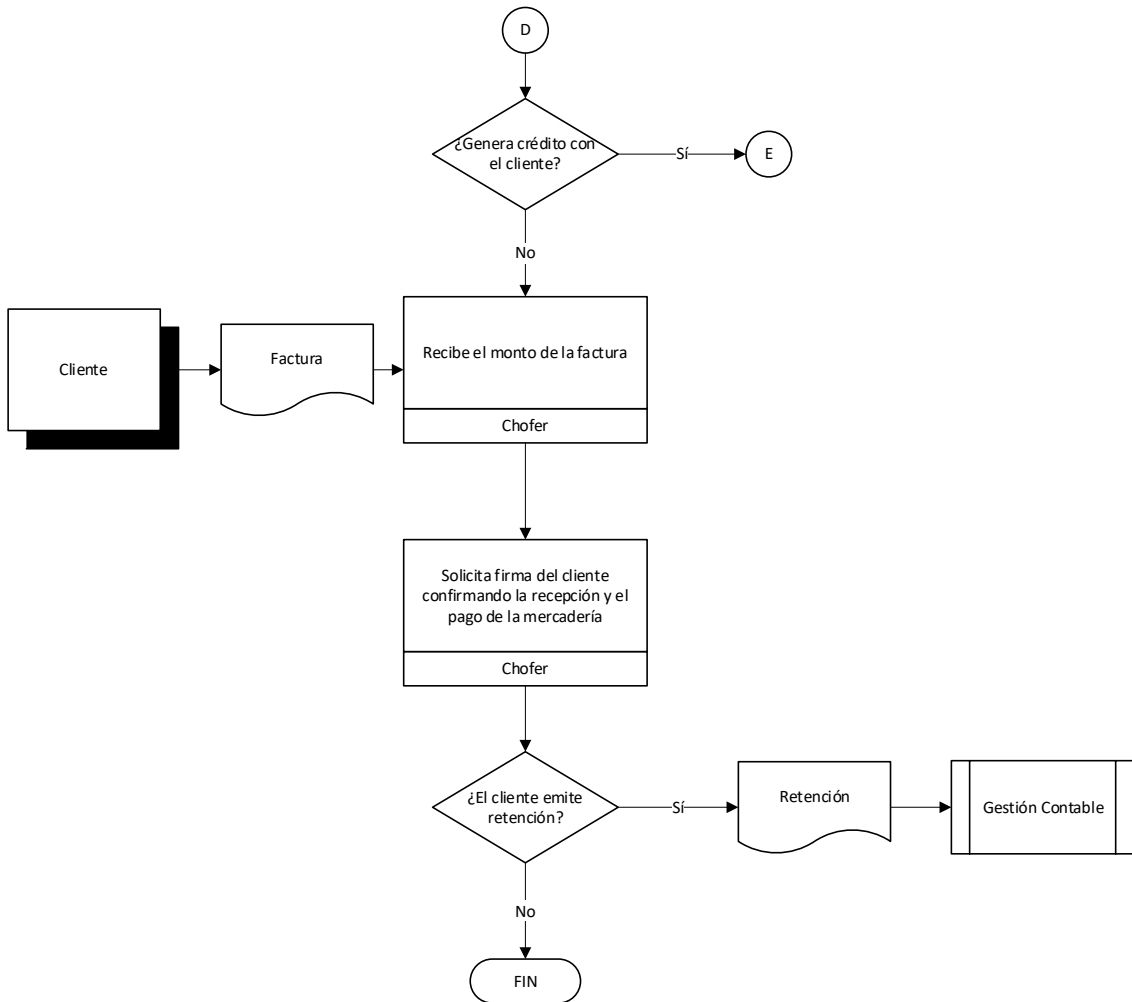 D
¿Genera crédito con
el cliente?
Sí
E
No
Cliente
Factura
Recibe el monto de la factura
Chofer
Solicita firma del cliente
confirmando la recepción y el
pago de la mercadería
Chofer
¿El cliente emite
retención?
Sí
Retención
Gestión Contable
No
FIN